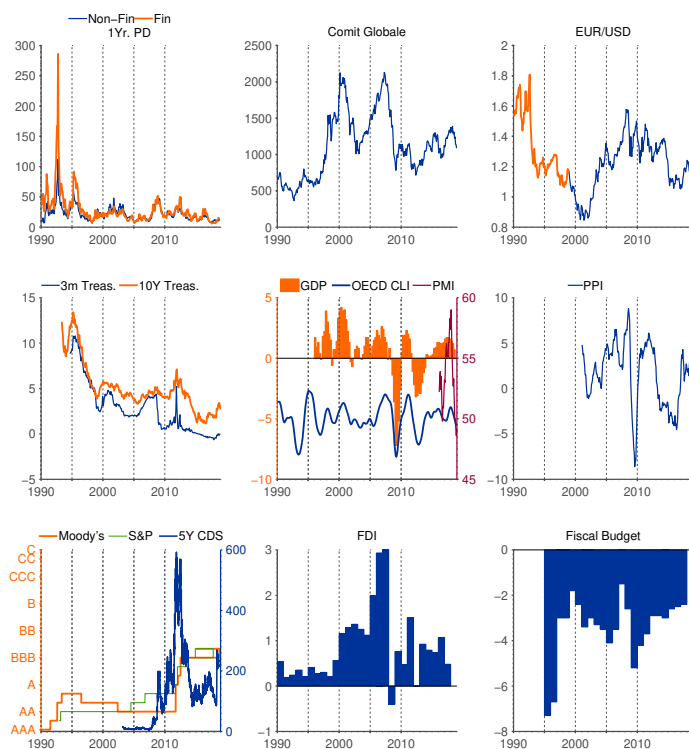 Non-Fin Fin
1Yr. PD
300
250
200
150
100
50
0
1990 2000 2010
Comit Globale
2500
2000
1500
1000
500
0
1990 2000 2010
EUR/USD
2
1.8
1.6
1.4
1.2
1
0.8
1990 2000 2010
3m Treas. 10Y Treas.
15
10
5
0
−5
1990 2000 2010
GDP OECD CLI PMI
5 60
0 55
−5 50
−10 45
1990 2000 2010
PPI
10
5
0
−5
−10
1990 2000 2010
Moody's S&P 5Y CDS
C 600
CC
CCC
B 400
BB
BBB 200
A
AA
AAA 0
1990 2000 2010
FDI
3
2
1
0
−1
1990 2000 2010
Fiscal Budget
0
−2
−4
−6
−8
1990 2000 2010